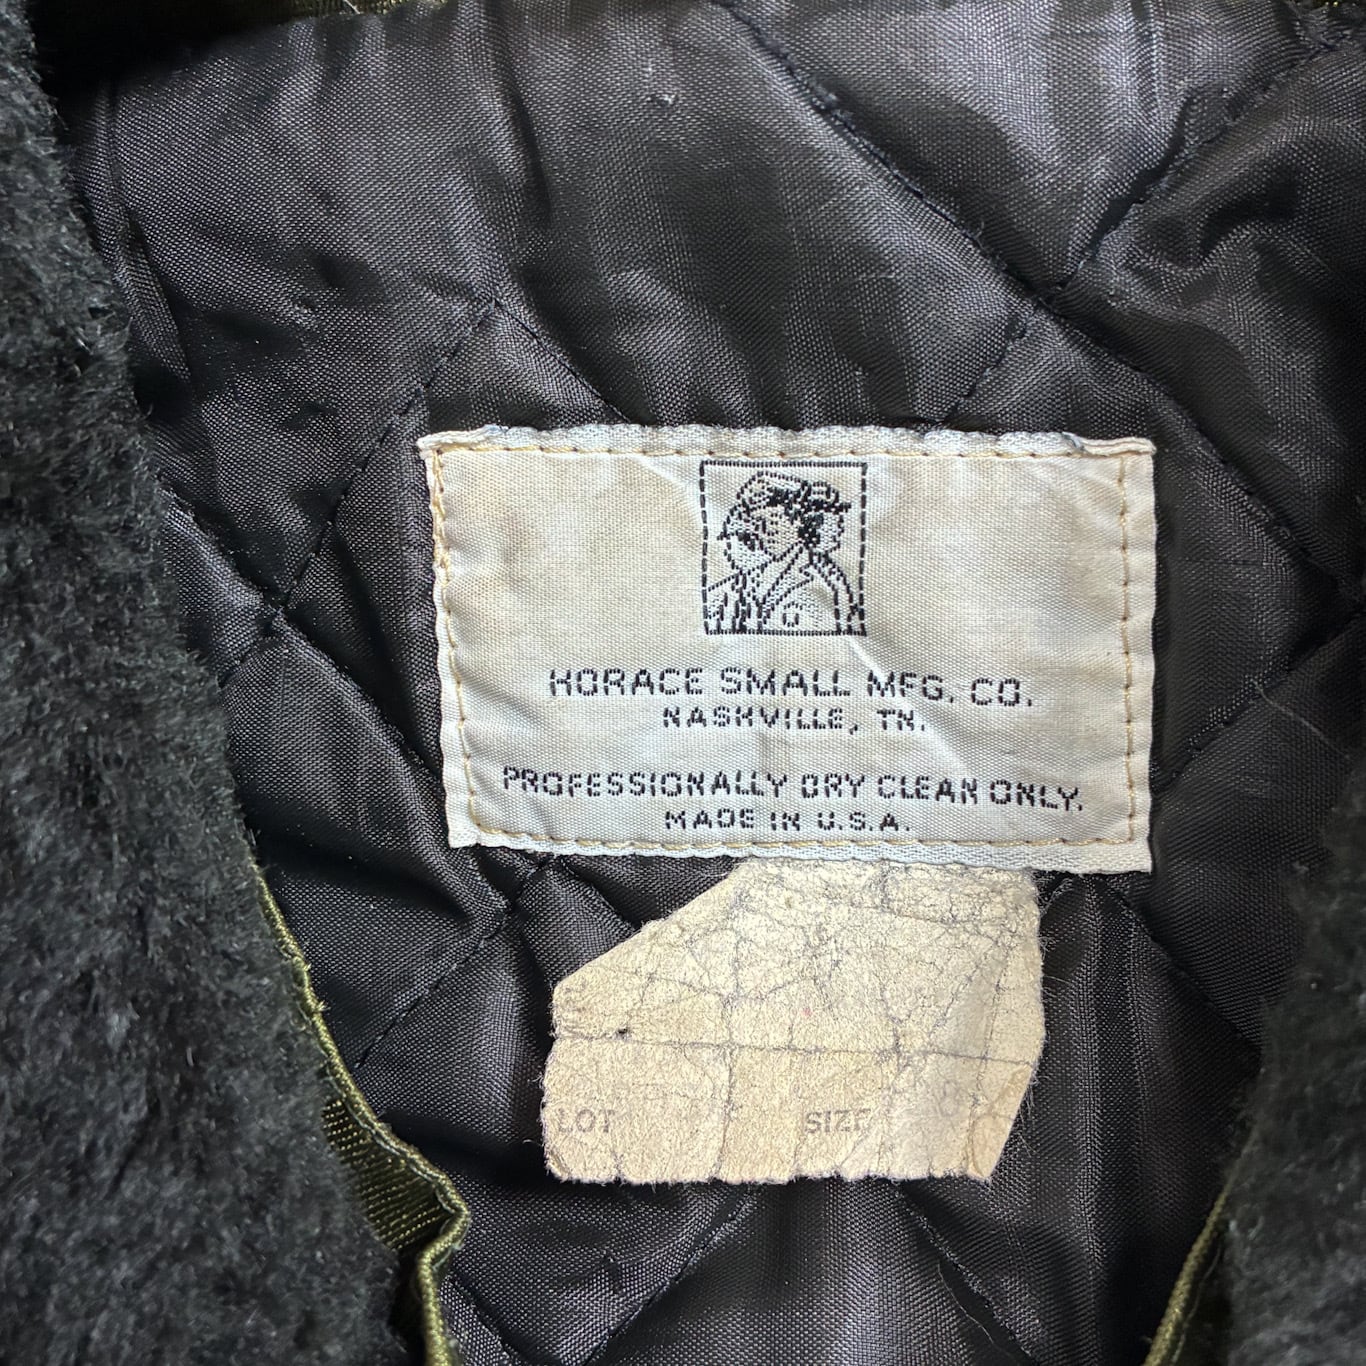 HORACE SMALL MFG. CO.
NASHVILLE, TN.
PROFESSIONALLY DRY CLEAN ONLY.
MADE IN U.S.A.
LOT SIZE